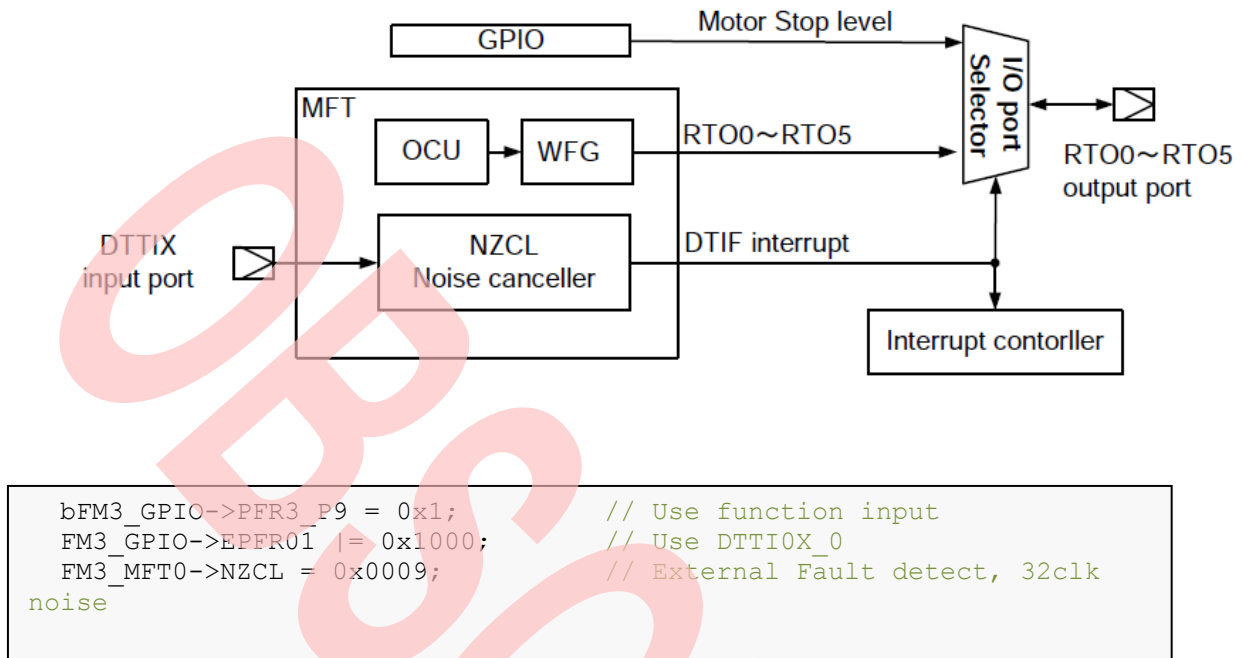 GPIO
Motor Stop level
I/O port
Selector
MFT
OCU
WFG
RTO0～RTO5
RTO0～RTO5
output port
DTTIX
input port
NZCL
Noise canceller
DTIF interrupt
Interrupt contorller
OBSO
bFM3_GPIO->PFR3_P9 = 0x1; // Use function input
FM3_GPIO->EPFR01 |= 0x1000; // Use DTTI0X_0
FM3_MFT0->NZCL = 0x0009; // External Fault detect, 32clk
noise